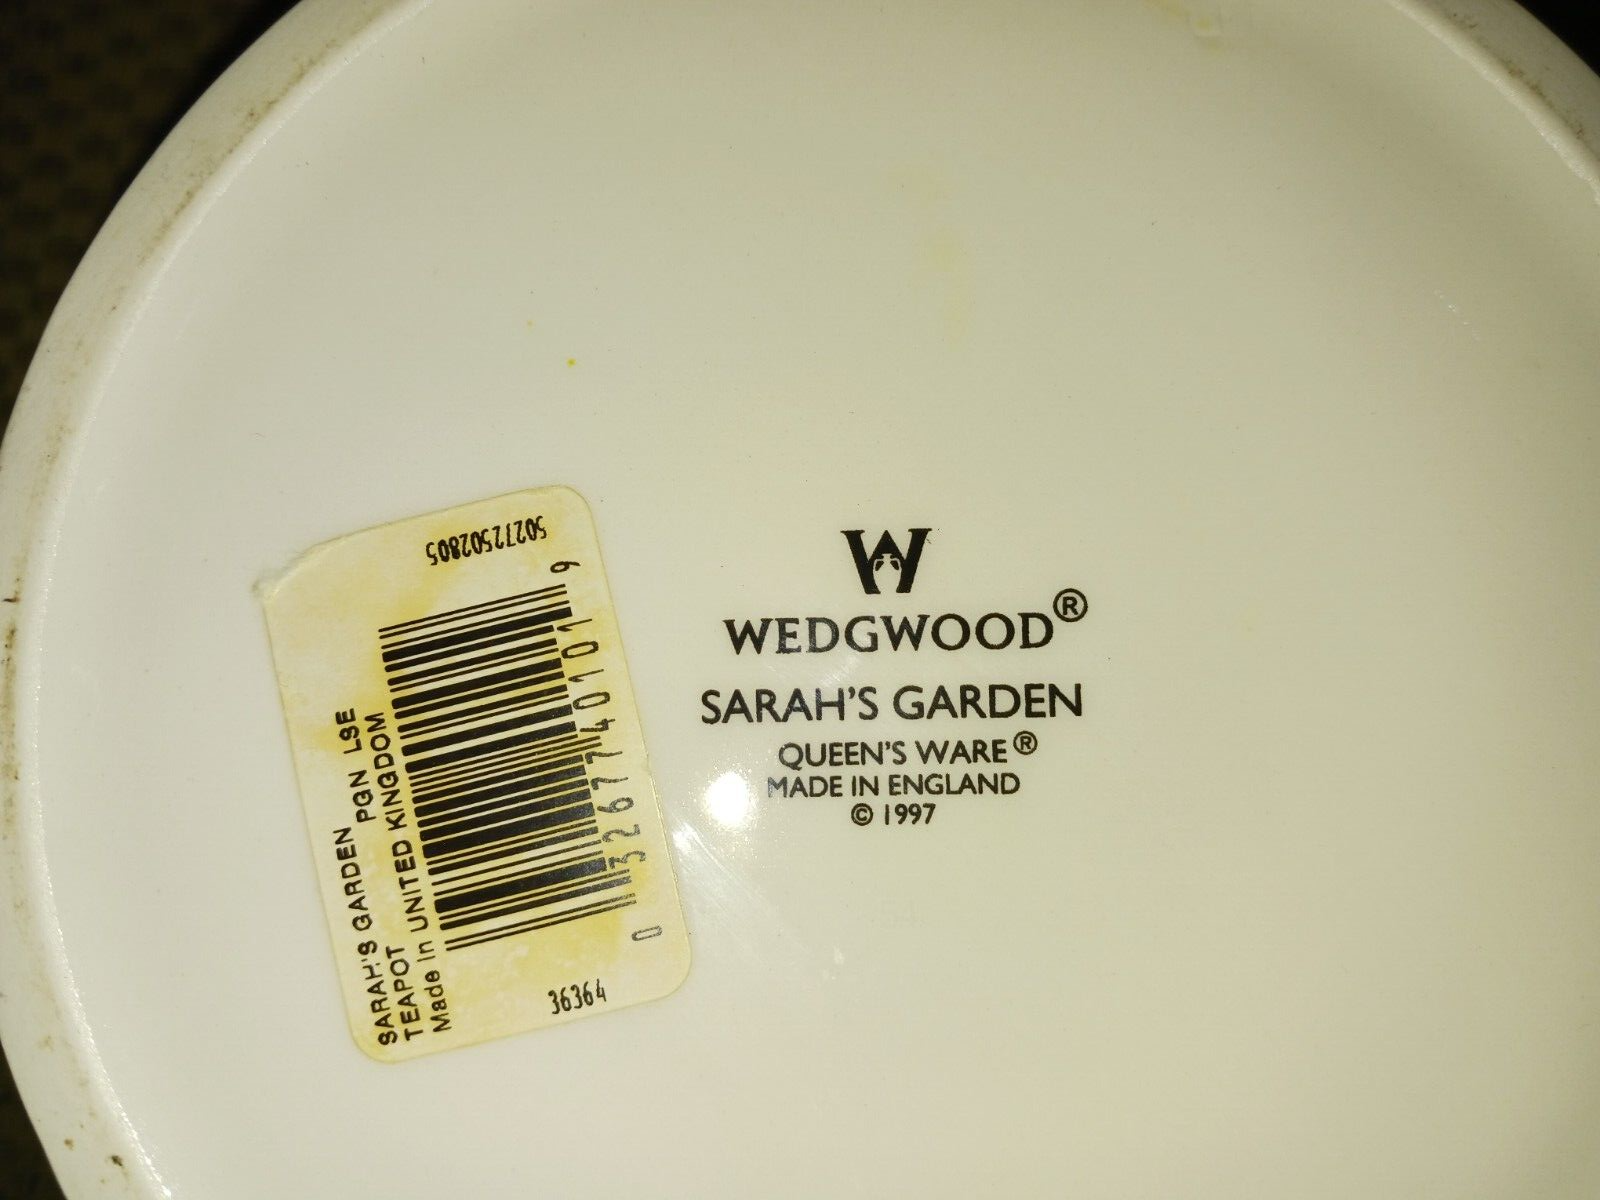 SARAH'S GARDEN
TEAPOT PGN LSE
Made In UNITED KINGDOM
50272502805
0 32677 40101 9
36364
W
WEDGWOOD®
SARAH'S GARDEN
QUEEN'S WARE®
MADE IN ENGLAND
© 1997